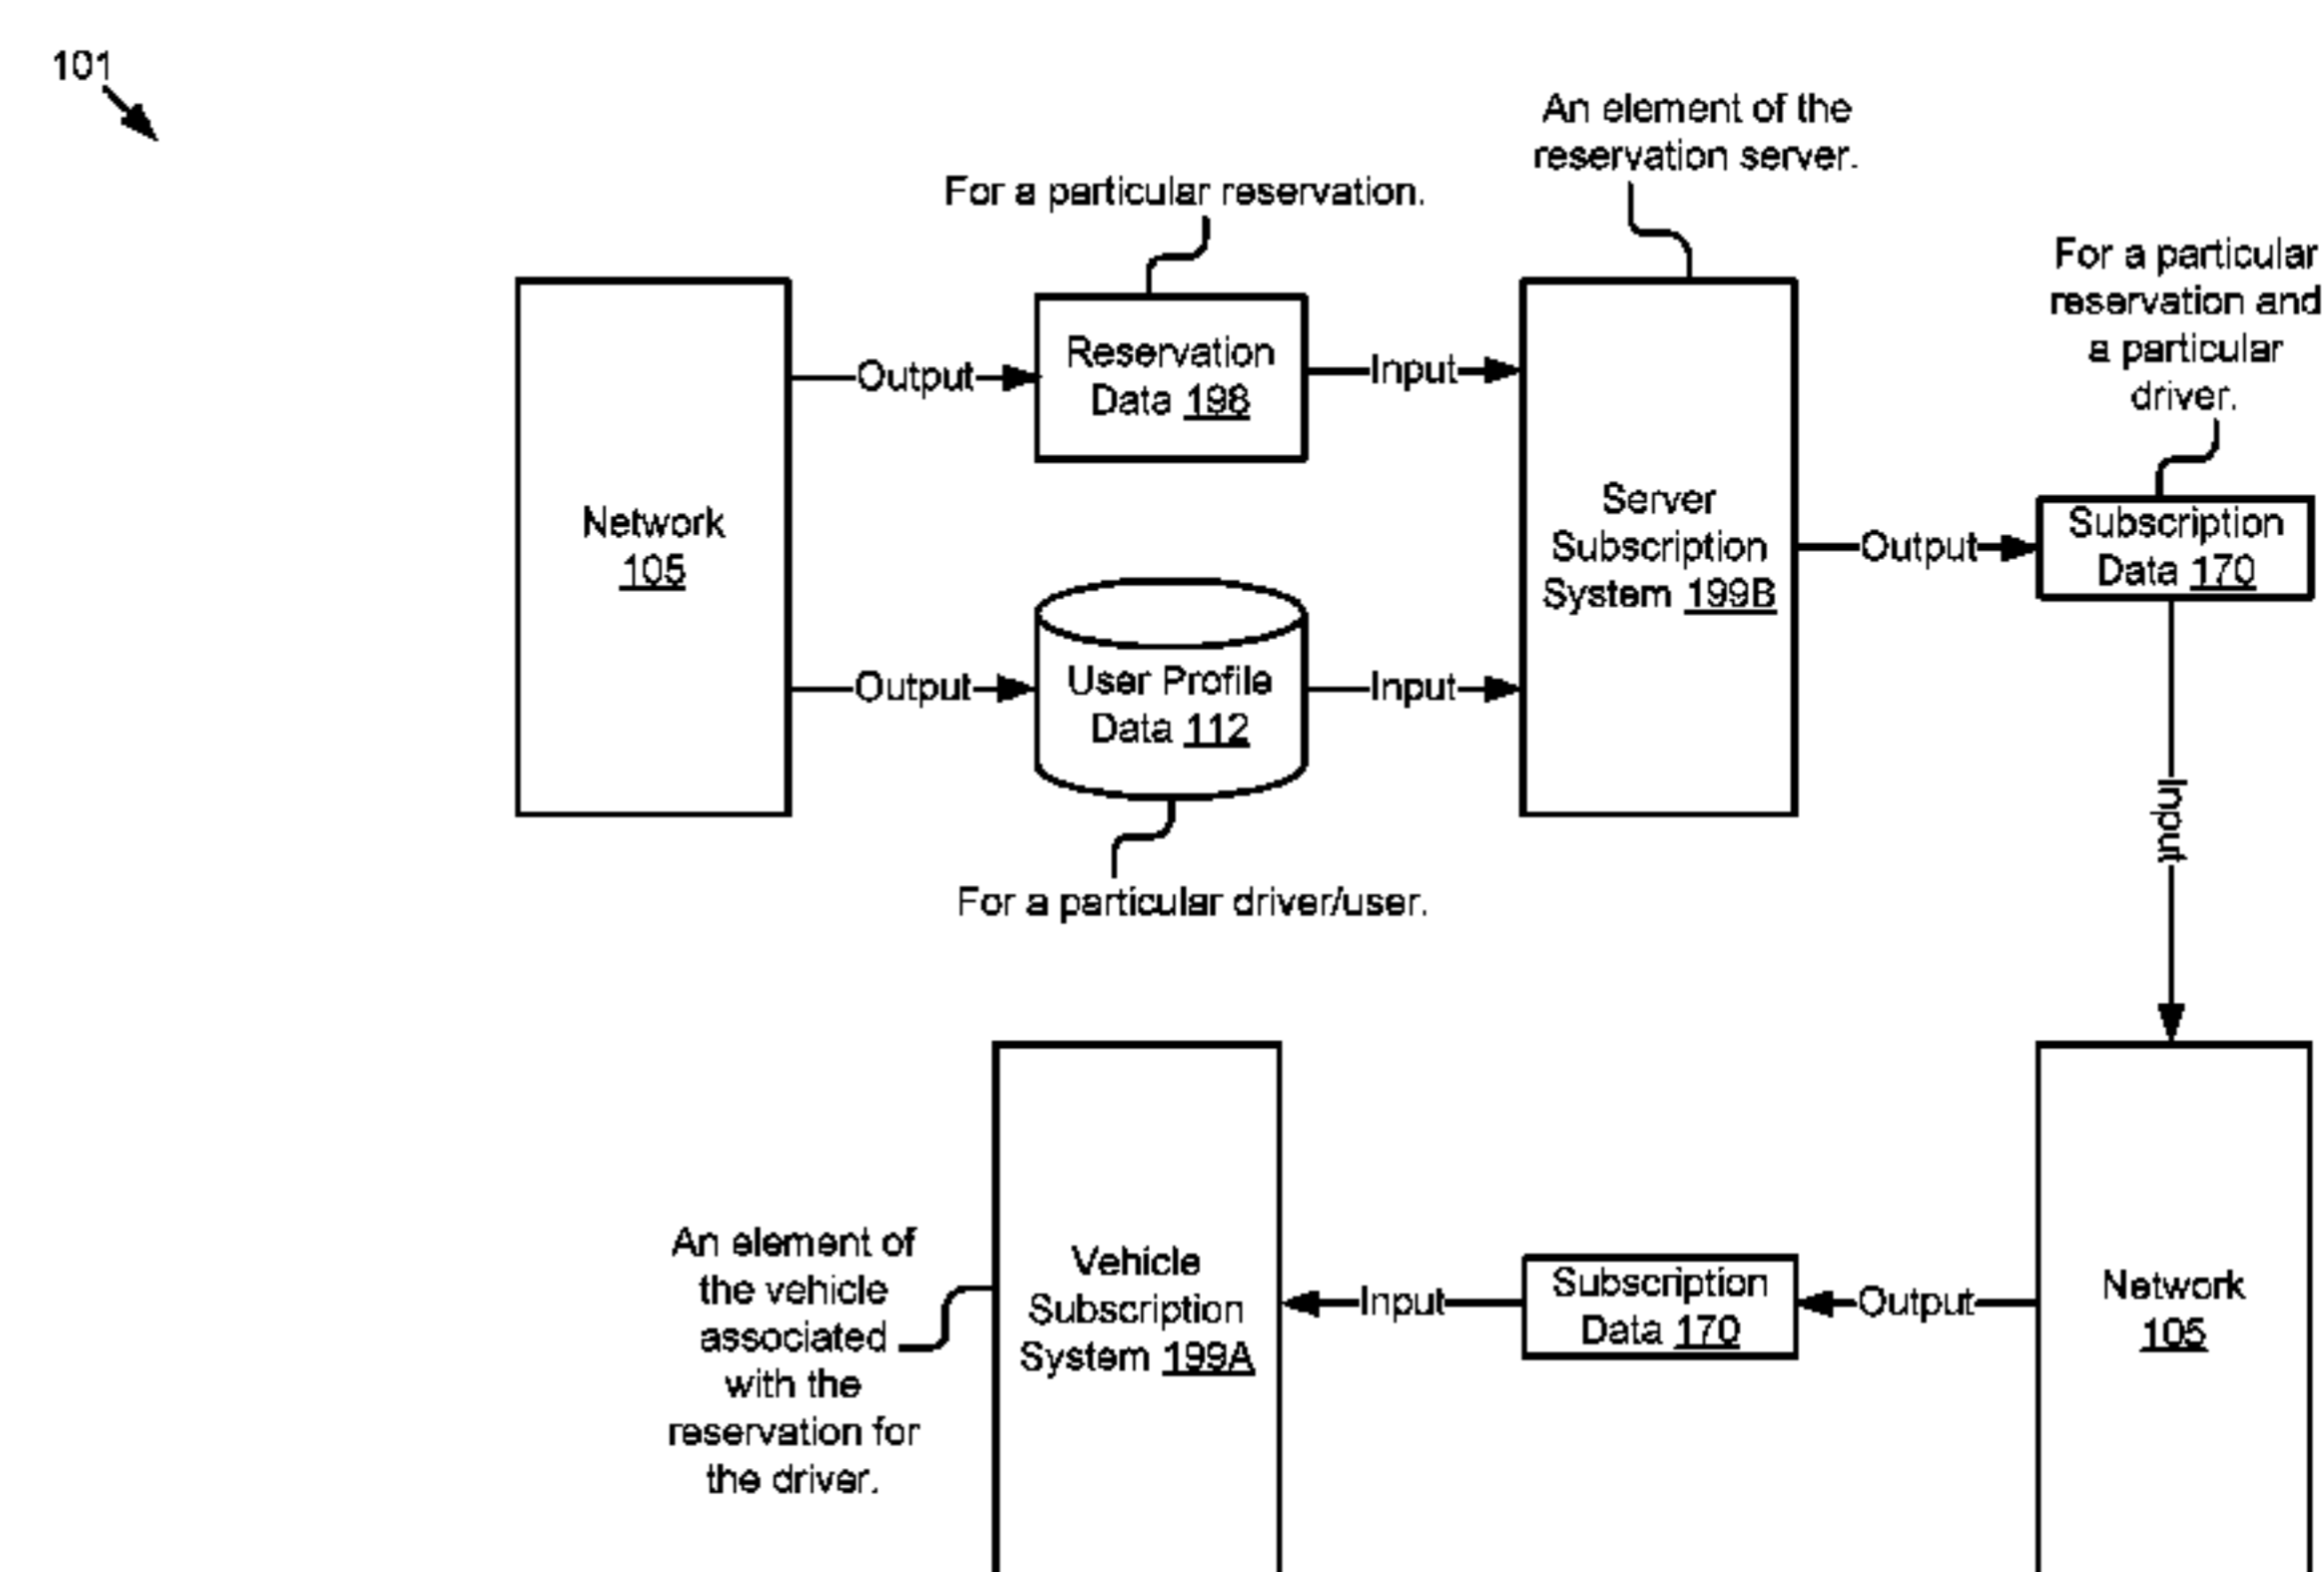 101
An element of the
reservation server.
For a particular reservation.
For a particular
reservation and
a particular
driver.
Network
105
Output
Reservation
Data 198
Input
Server
Subscription
System 199B
Output
Subscription
Data 170
Output
User Profile
Data 112
Input
For a particular driver/user.
Input
An element of
the vehicle
associated
with the
reservation for
the driver.
Vehicle
Subscription
System 199A
Input
Subscription
Data 170
Output
Network
105